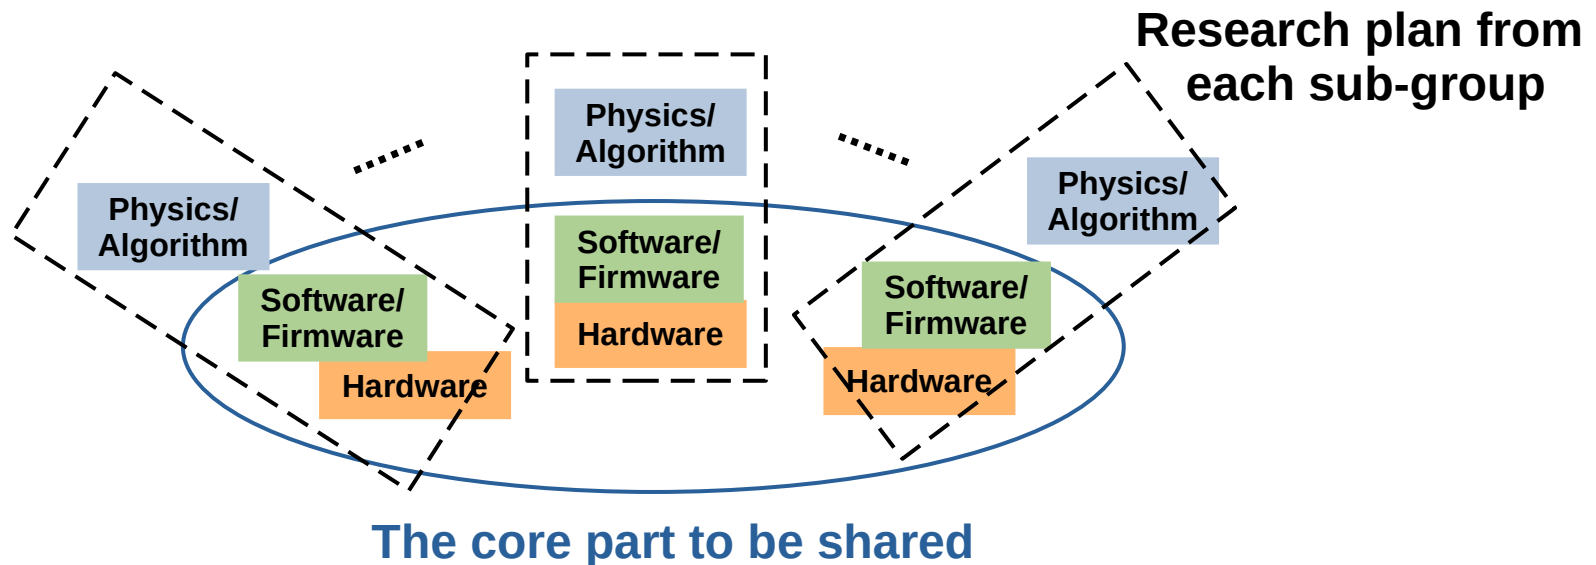 Research plan from
each sub-group
Physics/
Algorithm
Software/
Firmware
Hardware
Physics/
Algorithm
Software/
Firmware
Hardware
Physics/
Algorithm
Software/
Firmware
Hardware
The core part to be shared